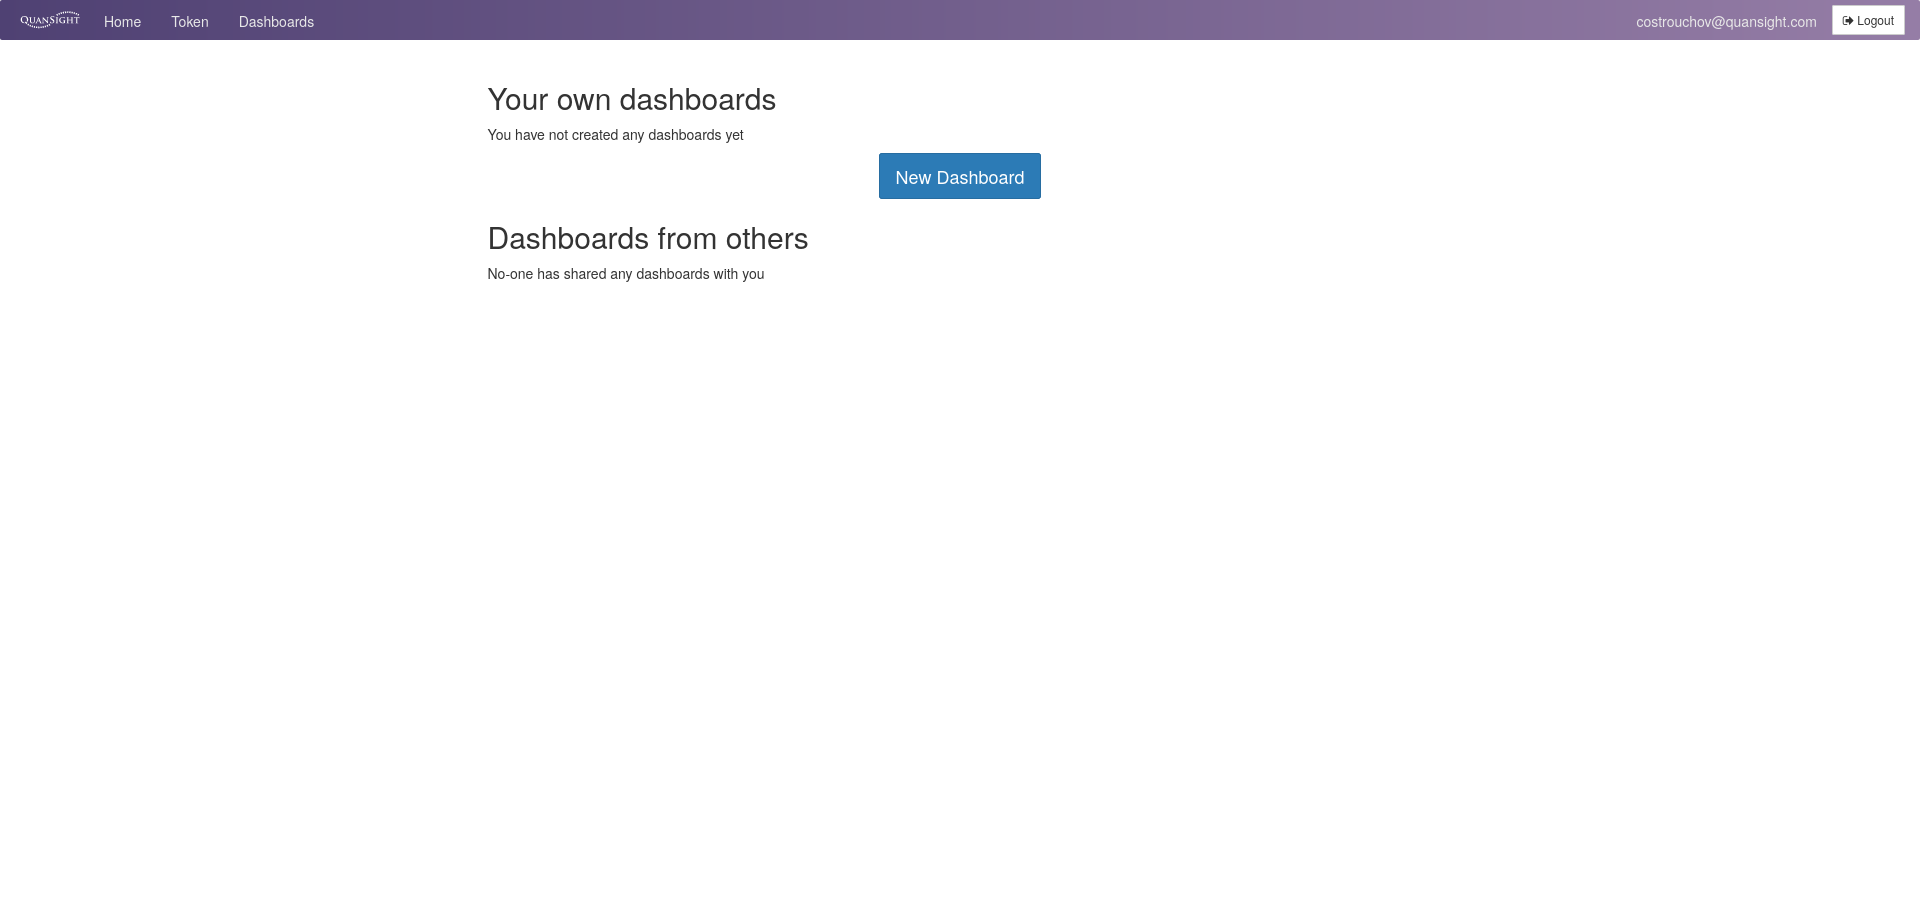 QUANSIGHT Home Token Dashboards costrouchov@quansight.com Logout
Your own dashboards
You have not created any dashboards yet
New Dashboard
Dashboards from others
No-one has shared any dashboards with you